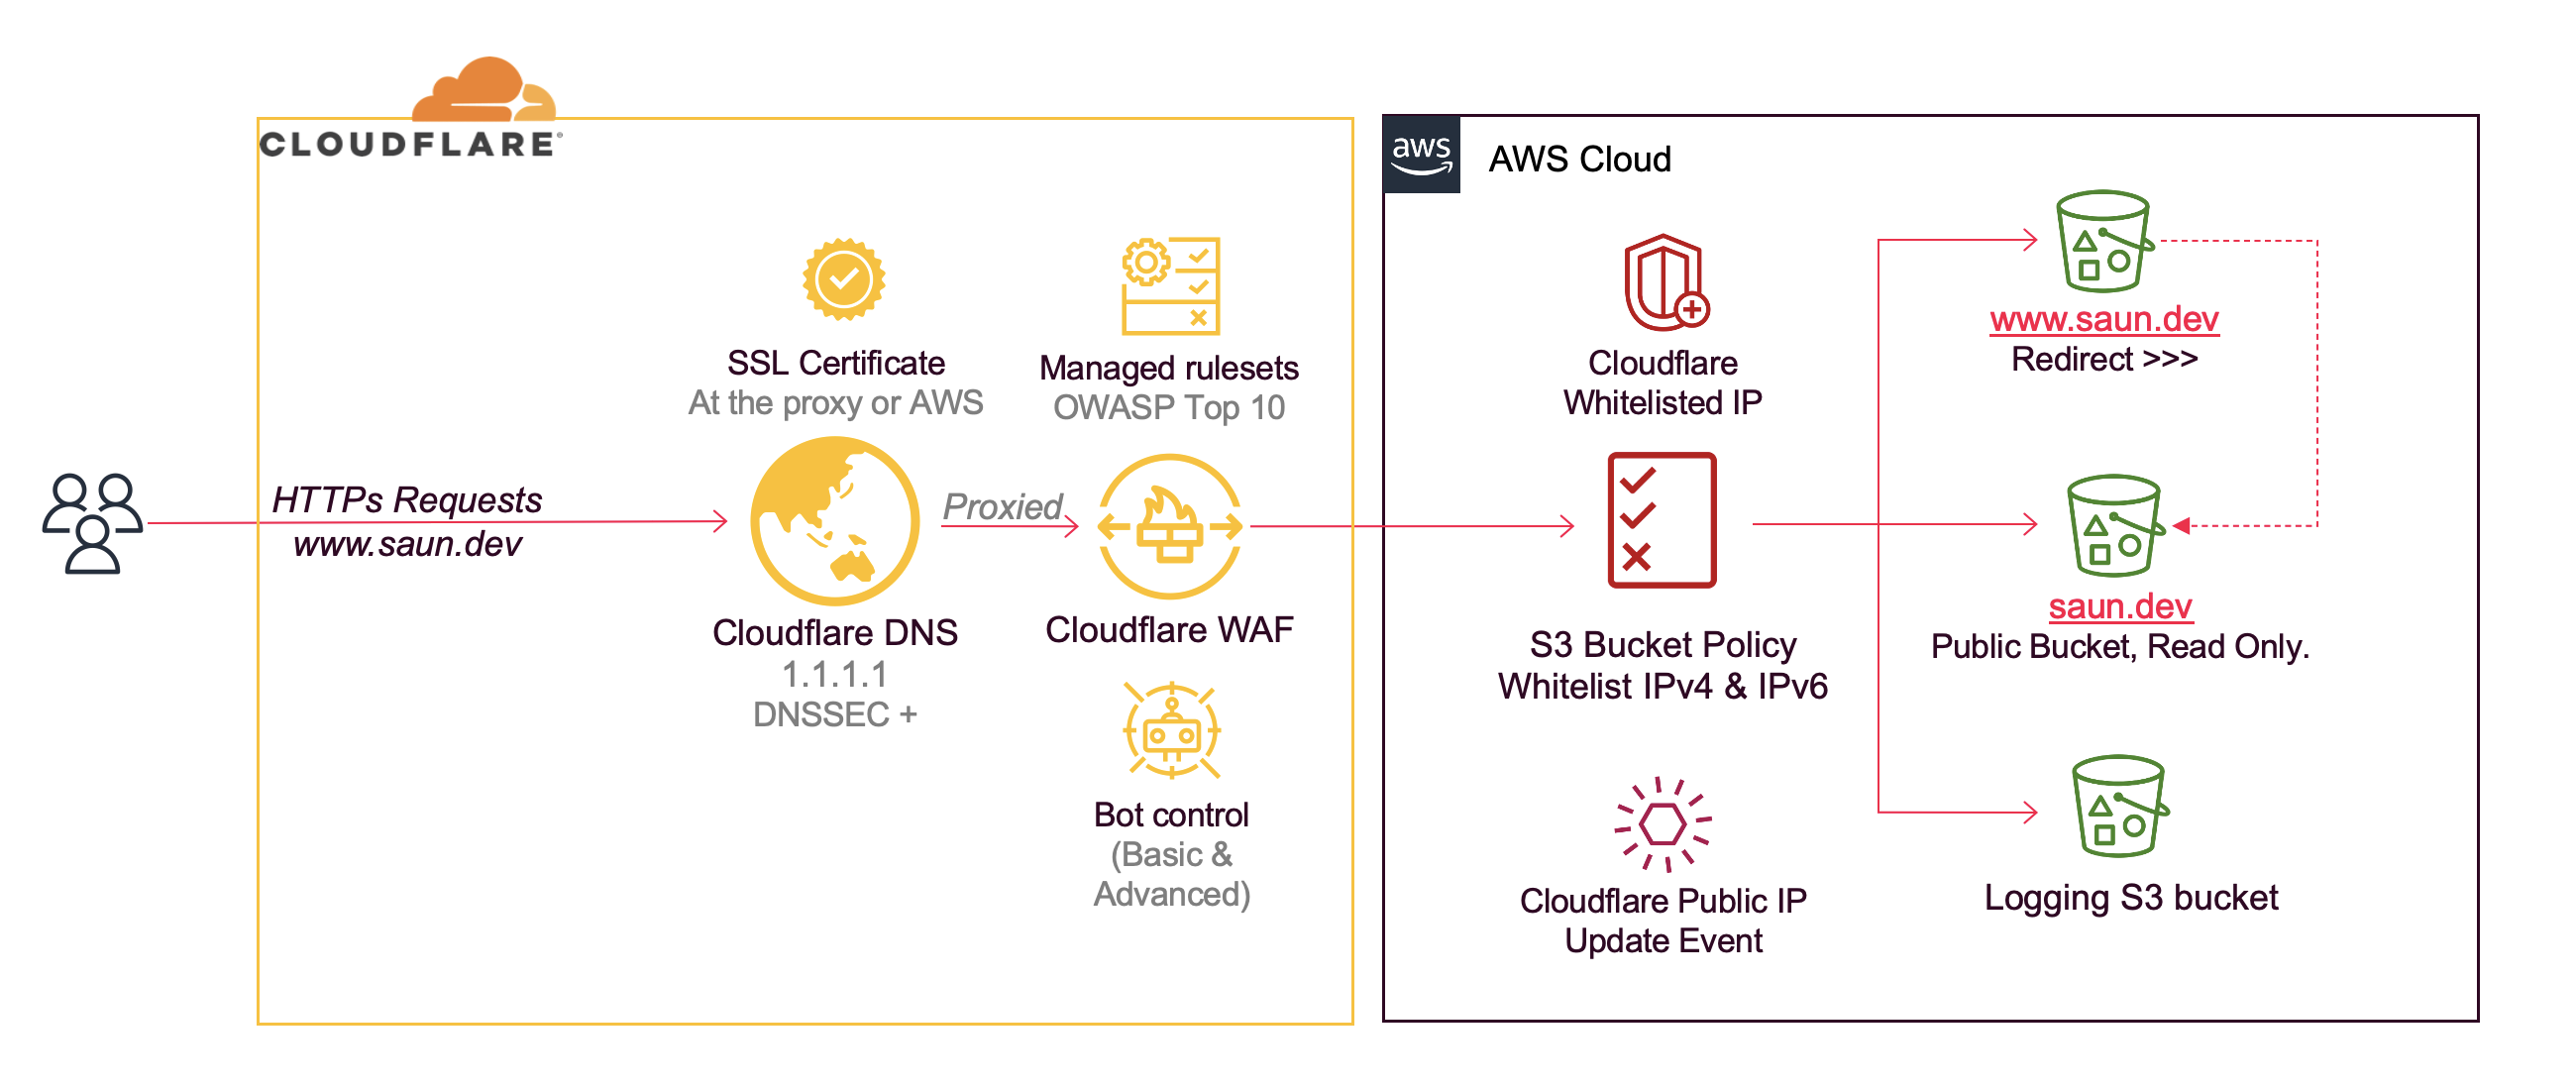 CLOUDFLARE®
aws
AWS Cloud
HTTPs Requests
www.saun.dev
SSL Certificate
At the proxy or AWS
Cloudflare DNS
1.1.1.1
DNSSEC +
Proxied
Managed rulesets
OWASP Top 10
Cloudflare WAF
Bot control
(Basic &
Advanced)
Cloudflare
Whitelisted IP
S3 Bucket Policy
Whitelist IPv4 & IPv6
Cloudflare Public IP
Update Event
www.saun.dev
Redirect >>>
saun.dev
Public Bucket, Read Only.
Logging S3 bucket